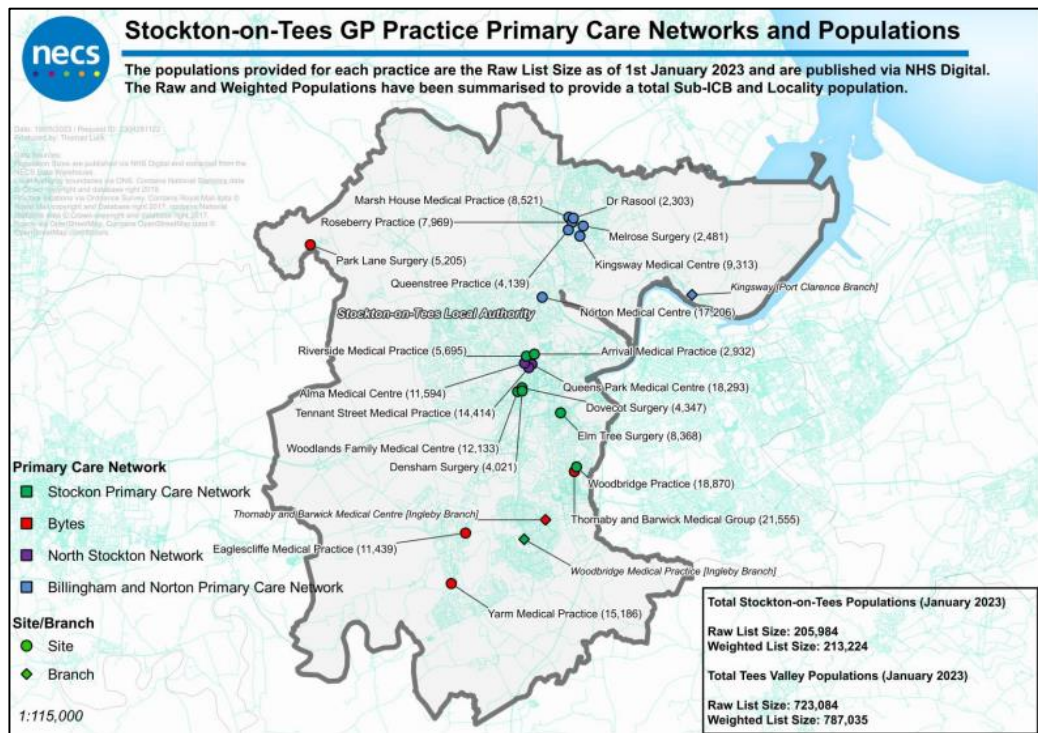 necs
Stockton-on-Tees GP Practice Primary Care Networks and Populations
The populations provided for each practice are the Raw List Size as of 1st January 2023 and are published via NHS Digital.
The Raw and Weighted Populations have been summarised to provide a total Sub-ICB and Locality population.
Marsh House Medical Practice (8,521)
Dr Rasool (2,303)
Roseberry Practice (7,969)
Melrose Surgery (2,481)
Park Lane Surgery (5,205)
Kingsway Medical Centre (9,313)
Queenstree Practice (4,139)
Kingsway [Port Clarence Branch]
Stockton-on-Tees Local Authority
Norton Medical Centre (17,206)
Riverside Medical Practice (5,695)
Arrival Medical Practice (2,932)
Alma Medical Centre (11,594)
Queens Park Medical Centre (18,293)
Tennant Street Medical Practice (14,414)
Dovecot Surgery (4,347)
Elm Tree Surgery (8,368)
Woodlands Family Medical Centre (12,133)
Densham Surgery (4,021)
Woodbridge Practice (18,870)
Thornaby and Barwick Medical Centre [Ingleby Branch]
Thornaby and Barwick Medical Group (21,555)
Eaglescliffe Medical Practice (11,439)
Woodbridge Medical Practice [Ingleby Branch]
Yarm Medical Practice (15,186)
Primary Care Network
Stockon Primary Care Network
Bytes
North Stockton Network
Billingham and Norton Primary Care Network
Site/Branch
Site
Branch
1:115,000
Total Stockton-on-Tees Populations (January 2023)
Raw List Size: 205,984
Weighted List Size: 213,224
Total Tees Valley Populations (January 2023)
Raw List Size: 723,084
Weighted List Size: 787,035